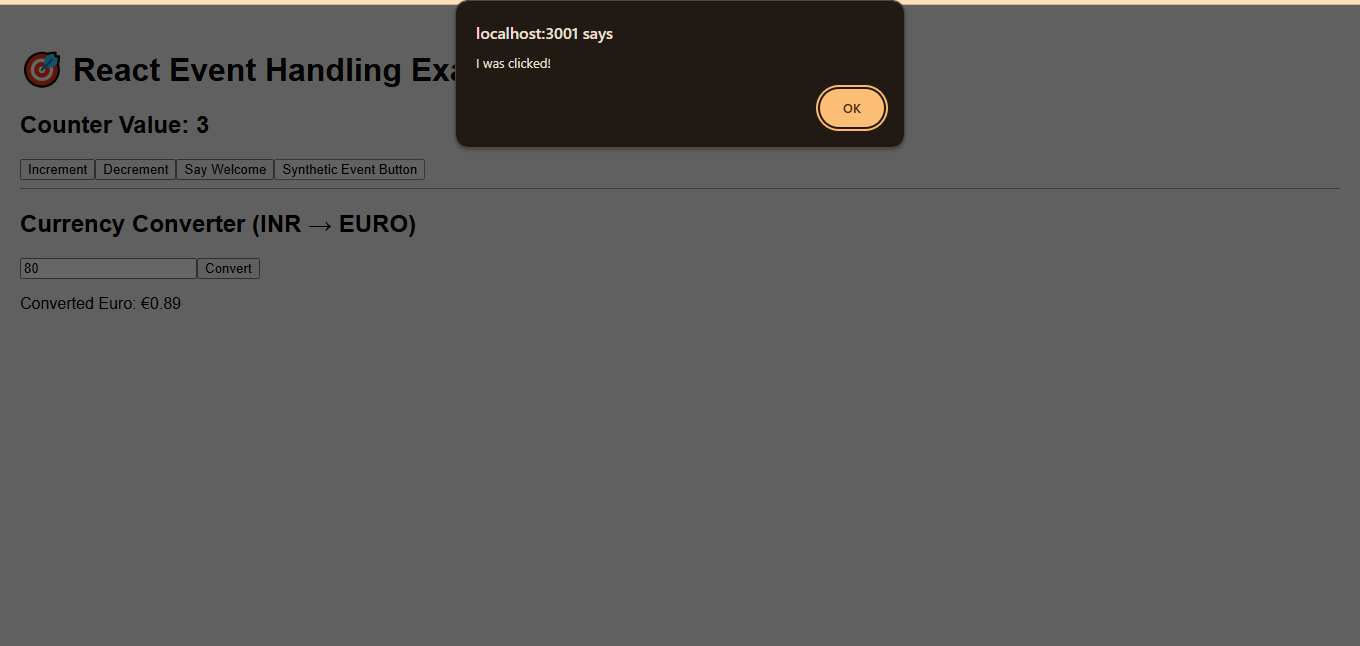 localhost:3001 says
I was clicked!
OK
🎯 React Event Handling
Counter Value: 3
Increment Decrement Say Welcome Synthetic Event Button
Currency Converter (INR → EURO)
80 Convert
Converted Euro: €0.89